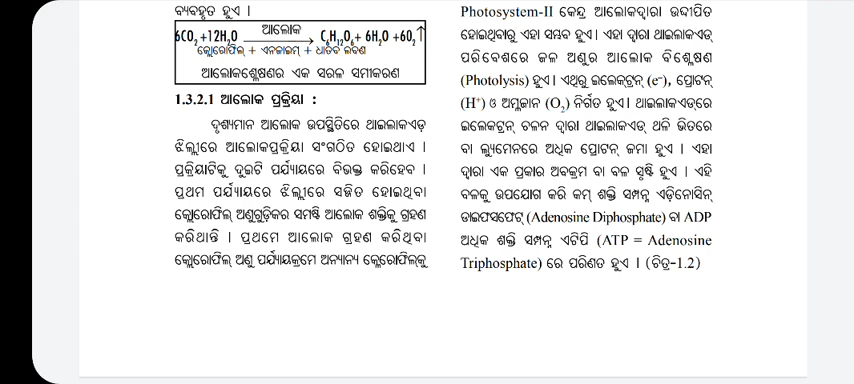 ବ୍ୟବହୃତ ହୁଏ ।
ଆଲୋକ
6CO₂+12H₂O ⟶ C₆H₁₂O₆+ 6H₂O +6O₂↑
କ୍ଲୋରୋଫିଲ୍ + ଏନଜାଇମ୍ + ଧାତବ ଲବଣ
ଆଲୋକଶ୍ଳେଷଣର ଏକ ସରଳ ସମୀକରଣ
1.3.2.1 ଆଲୋକ ପ୍ରକ୍ରିୟା :
ଦୃଶ୍ୟମାନ ଆଲୋକ ଉପସ୍ଥିତିରେ ଥାଇଲାକଏଡ୍
ଝିଲ୍ଲୀରେ ଆଲୋକପ୍ରକ୍ରିୟା ସଂଗଠିତ ହୋଇଥାଏ ।
ପ୍ରକ୍ରିୟାଟିକୁ ଦୁଇଟି ପର୍ଯ୍ୟାୟରେ ବିଭକ୍ତ କରିହେବ ।
ପ୍ରଥମ ପର୍ଯ୍ୟାୟରେ ଝିଲ୍ଲୀରେ ସଜ୍ଜିତ ହୋଇଥିବା
କ୍ଲୋରୋଫିଲ୍ ଅଣୁଗୁଡ଼ିକର ସମଷ୍ଟି ଆଲୋକ ଶକ୍ତିକୁ ଗ୍ରହଣ
କରିଥାନ୍ତି । ପ୍ରଥମେ ଆଲୋକ ଗ୍ରହଣ କରିଥିବା
କ୍ଲୋରୋଫିଲ୍ ଅଣୁ ପର୍ଯ୍ୟାୟକ୍ରମେ ଅନ୍ୟାନ୍ୟ କ୍ଲୋରୋଫିଲ୍‌କୁ
Photosystem-II କେନ୍ଦ୍ର ଆଲୋକଦ୍ୱାରା ଉଦ୍ଦୀପିତ
ହୋଇଥିବାରୁ ଏହା ସମ୍ଭବ ହୁଏ । ଏହା ଦ୍ୱାରା ଥାଇଲାକଏଡ୍
ପରିବେଶରେ ଜଳ ଅଣୁର ଆଲୋକ ବିଶ୍ଳେଷଣ
(Photolysis) ହୁଏ । ଏଥିରୁ ଇଲେକଟ୍ରନ୍ (e⁻), ପ୍ରୋଟନ୍
(H⁺) ଓ ଅମ୍ଳଜାନ (O₂) ନିର୍ଗତ ହୁଏ । ଥାଇଲାକଏଡ୍‌ରେ
ଇଲେକଟ୍ରନ୍ ଚଳନ ଦ୍ୱାରା ଥାଇଲାକଏଡ୍ ଥଳି ଭିତରେ
ବା ଲ୍ୟୁମେନରେ ଅଧିକ ପ୍ରୋଟନ୍ ଜମା ହୁଏ । ଏହା
ଦ୍ୱାରା ଏକ ପ୍ରକାର ଅବକ୍ରମ ବା ବଳ ସୃଷ୍ଟି ହୁଏ । ଏହି
ବଳକୁ ଉପଯୋଗ କରି କମ୍ ଶକ୍ତି ସମ୍ପନ୍ନ ଏଡ଼ିନୋସିନ୍
ଡାଇଫସଫେଟ୍ (Adenosine Diphosphate) ବା ADP
ଅଧିକ ଶକ୍ତି ସମ୍ପନ୍ନ ଏଟିପି (ATP = Adenosine
Triphosphate) ରେ ପରିଣତ ହୁଏ । (ଚିତ୍ର-1.2)